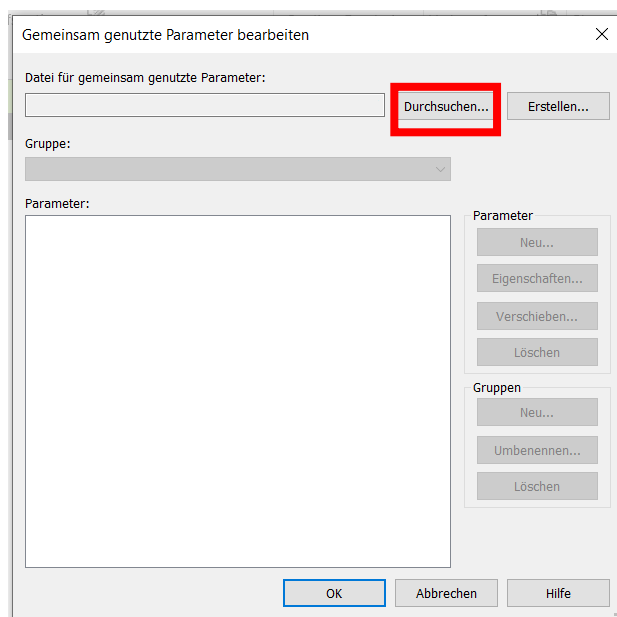 Gemeinsam genutzte Parameter bearbeiten
Datei für gemeinsam genutzte Parameter:
Durchsuchen...
Erstellen...
Gruppe:
Parameter:
Parameter
Neu...
Eigenschaften...
Verschieben...
Löschen
Gruppen
Neu...
Umbenennen...
Löschen
OK
Abbrechen
Hilfe